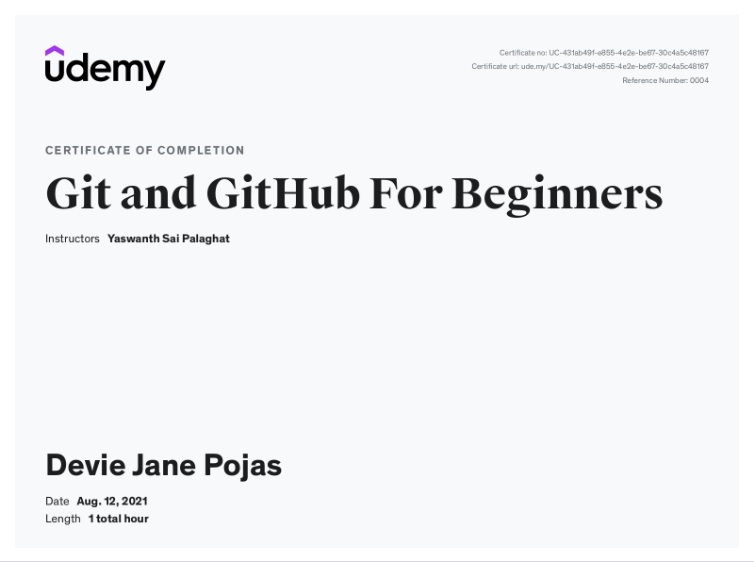 udemy
Certificate no: UC-431ab49f-e855-4e2e-be67-30c4a5c48167
Certificate url: ude.my/UC-431ab49f-e855-4e2e-be67-30c4a5c48167
Reference Number: 0004
CERTIFICATE OF COMPLETION
Git and GitHub For Beginners
Instructors Yaswanth Sai Palaghat
Devie Jane Pojas
Date Aug. 12, 2021
Length 1 total hour